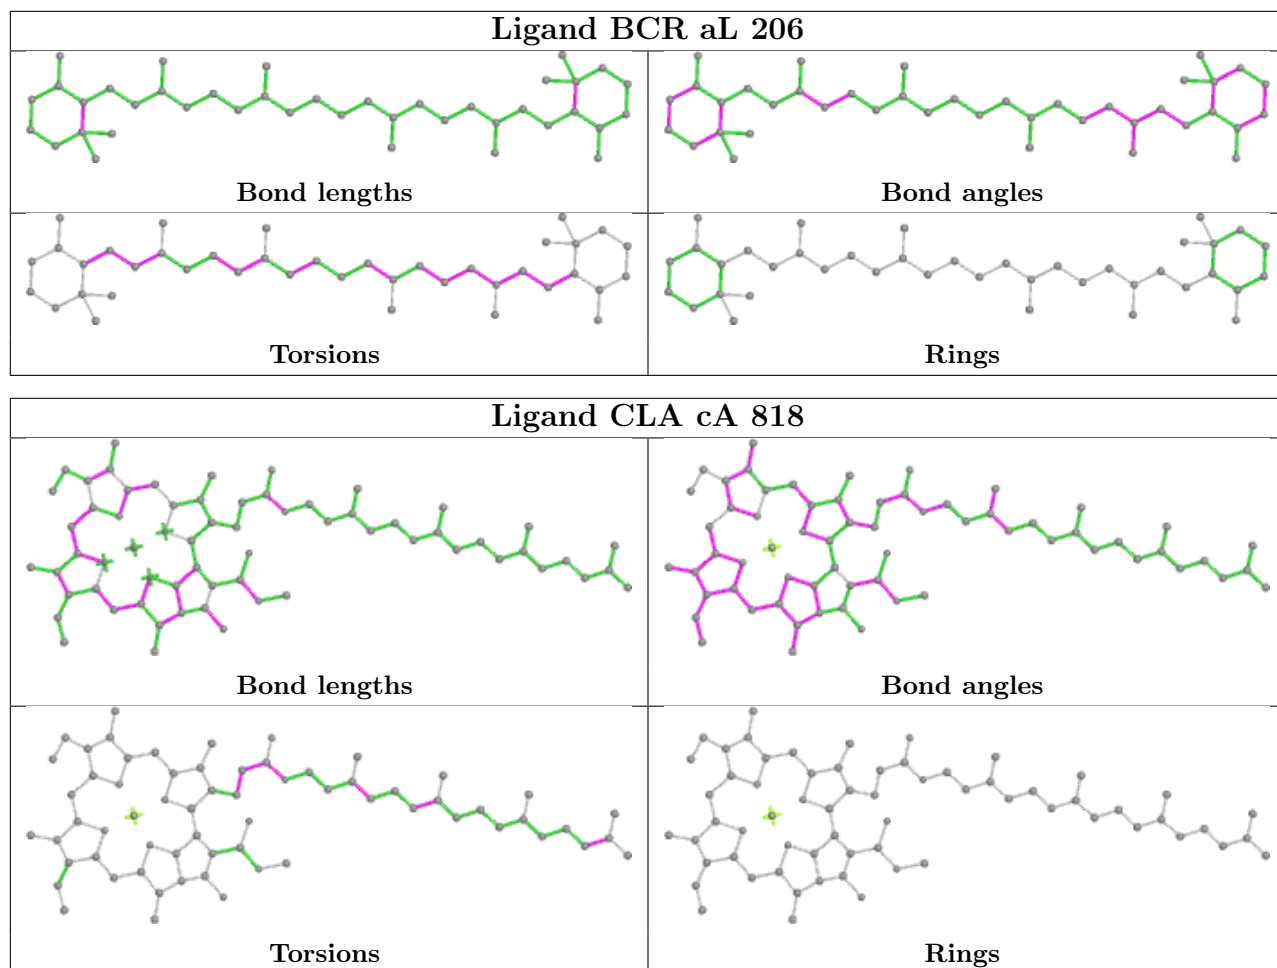 Ligand BCR aL 206
Bond lengths
Bond angles
Torsions
Rings
Ligand CLA cA 818
Bond lengths
Bond angles
Torsions
Rings